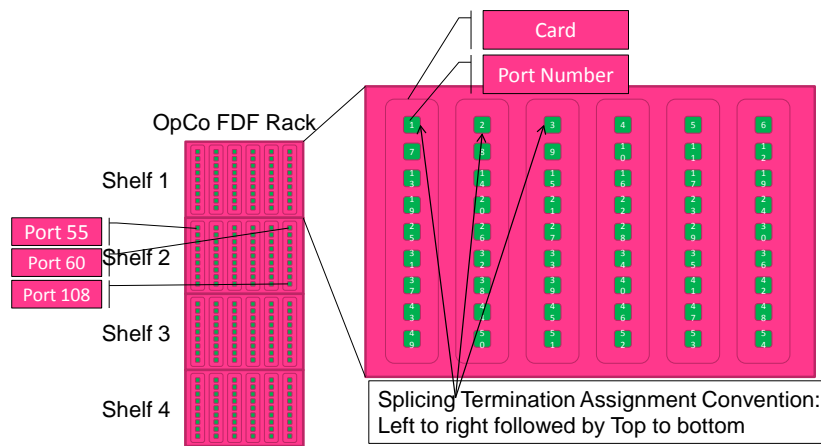 Card
Port Number
OpCo FDF Rack
1 2 3 4 5 6
7 8 9 10 11 12
13 14 15 16 17 19
19 20 21 22 23 24
25 26 27 28 29 30
31 32 33 34 35 36
37 38 39 40 41 42
43 44 45 46 47 48
49 50 51 52 53 54
Shelf 1
Port 55
Port 60
Shelf 2
Port 108
Shelf 3
Shelf 4
Splicing Termination Assignment Convention:
Left to right followed by Top to bottom